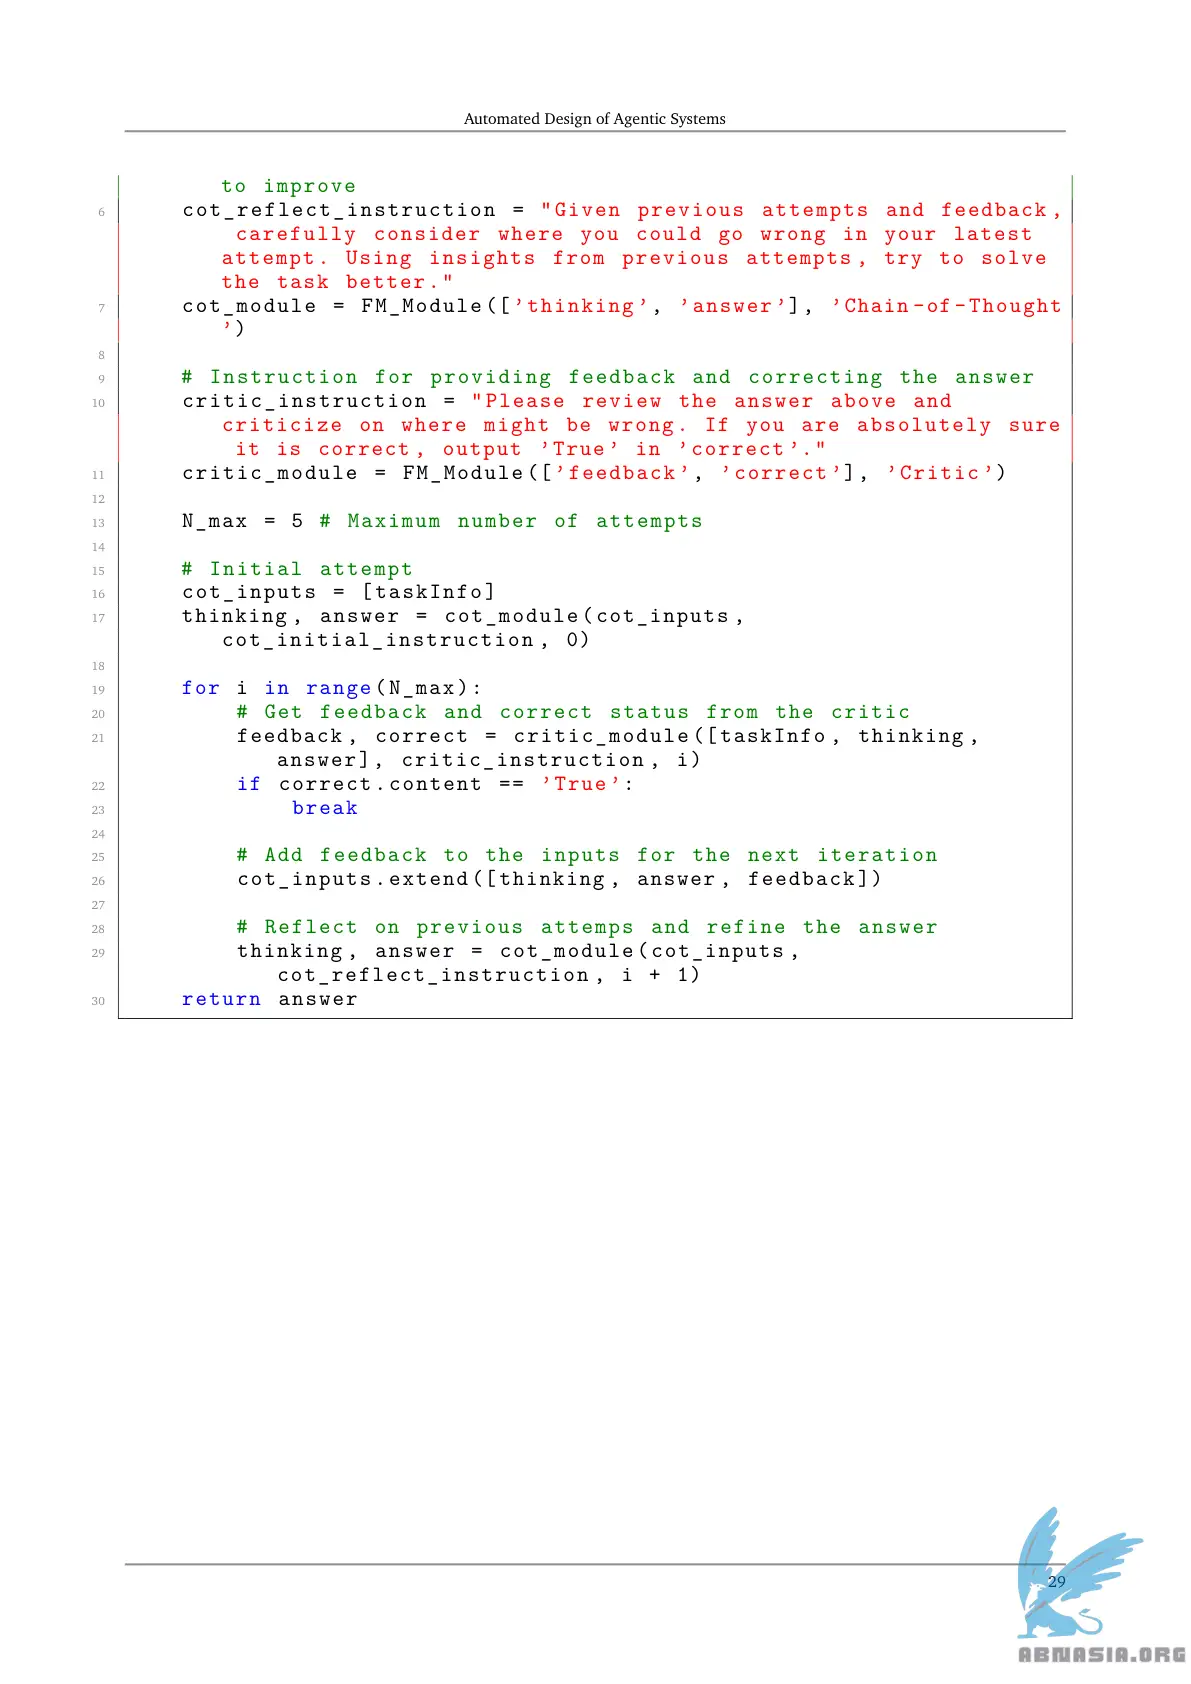 Automated Design of Agentic Systems
to improve
6 cot_reflect_instruction = "Given previous attempts and feedback,
carefully consider where you could go wrong in your latest
attempt. Using insights from previous attempts, try to solve
the task better."
7 cot_module = FM_Module(['thinking', 'answer'], 'Chain-of-Thought
')
8
9 # Instruction for providing feedback and correcting the answer
10 critic_instruction = "Please review the answer above and
criticize on where might be wrong. If you are absolutely sure
it is correct, output 'True' in 'correct'."
11 critic_module = FM_Module(['feedback', 'correct'], 'Critic')
12
13 N_max = 5 # Maximum number of attempts
14
15 # Initial attempt
16 cot_inputs = [taskInfo]
17 thinking, answer = cot_module(cot_inputs,
cot_initial_instruction, 0)
18
19 for i in range(N_max):
20 # Get feedback and correct status from the critic
21 feedback, correct = critic_module([taskInfo, thinking,
answer], critic_instruction, i)
22 if correct.content == 'True':
23 break
24
25 # Add feedback to the inputs for the next iteration
26 cot_inputs.extend([thinking, answer, feedback])
27
28 # Reflect on previous attemps and refine the answer
29 thinking, answer = cot_module(cot_inputs,
cot_reflect_instruction, i + 1)
30 return answer
29
ABNASIA.ORG